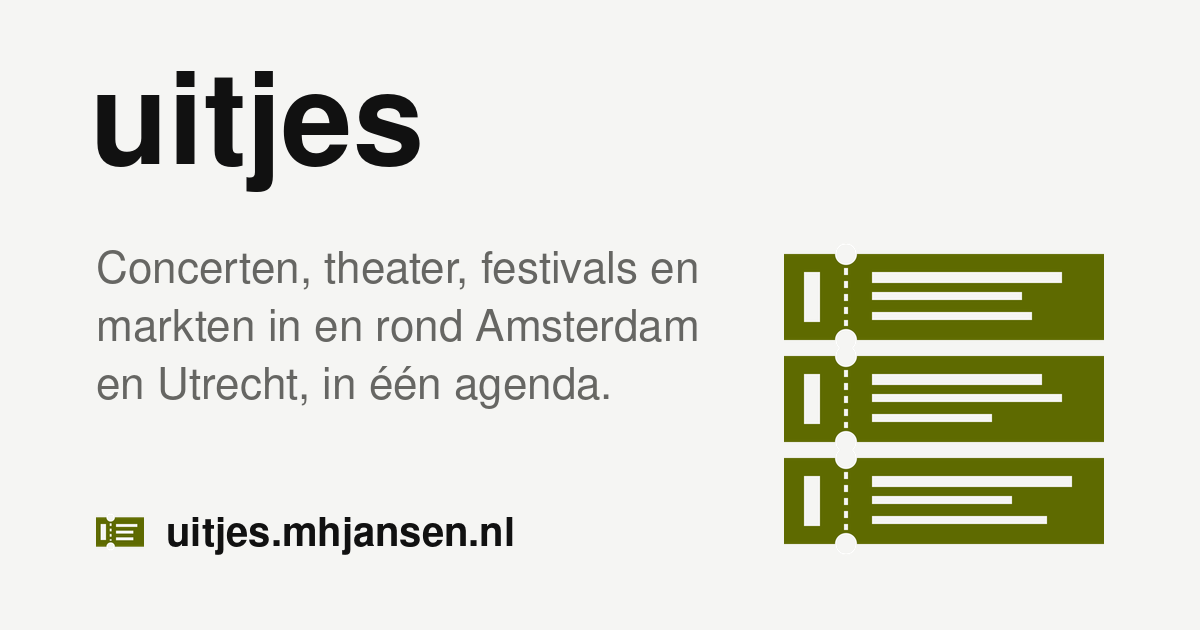 uitjes
Concerten, theater, festivals en
markten in en rond Amsterdam
en Utrecht, in één agenda.
uitjes.mhjansen.nl